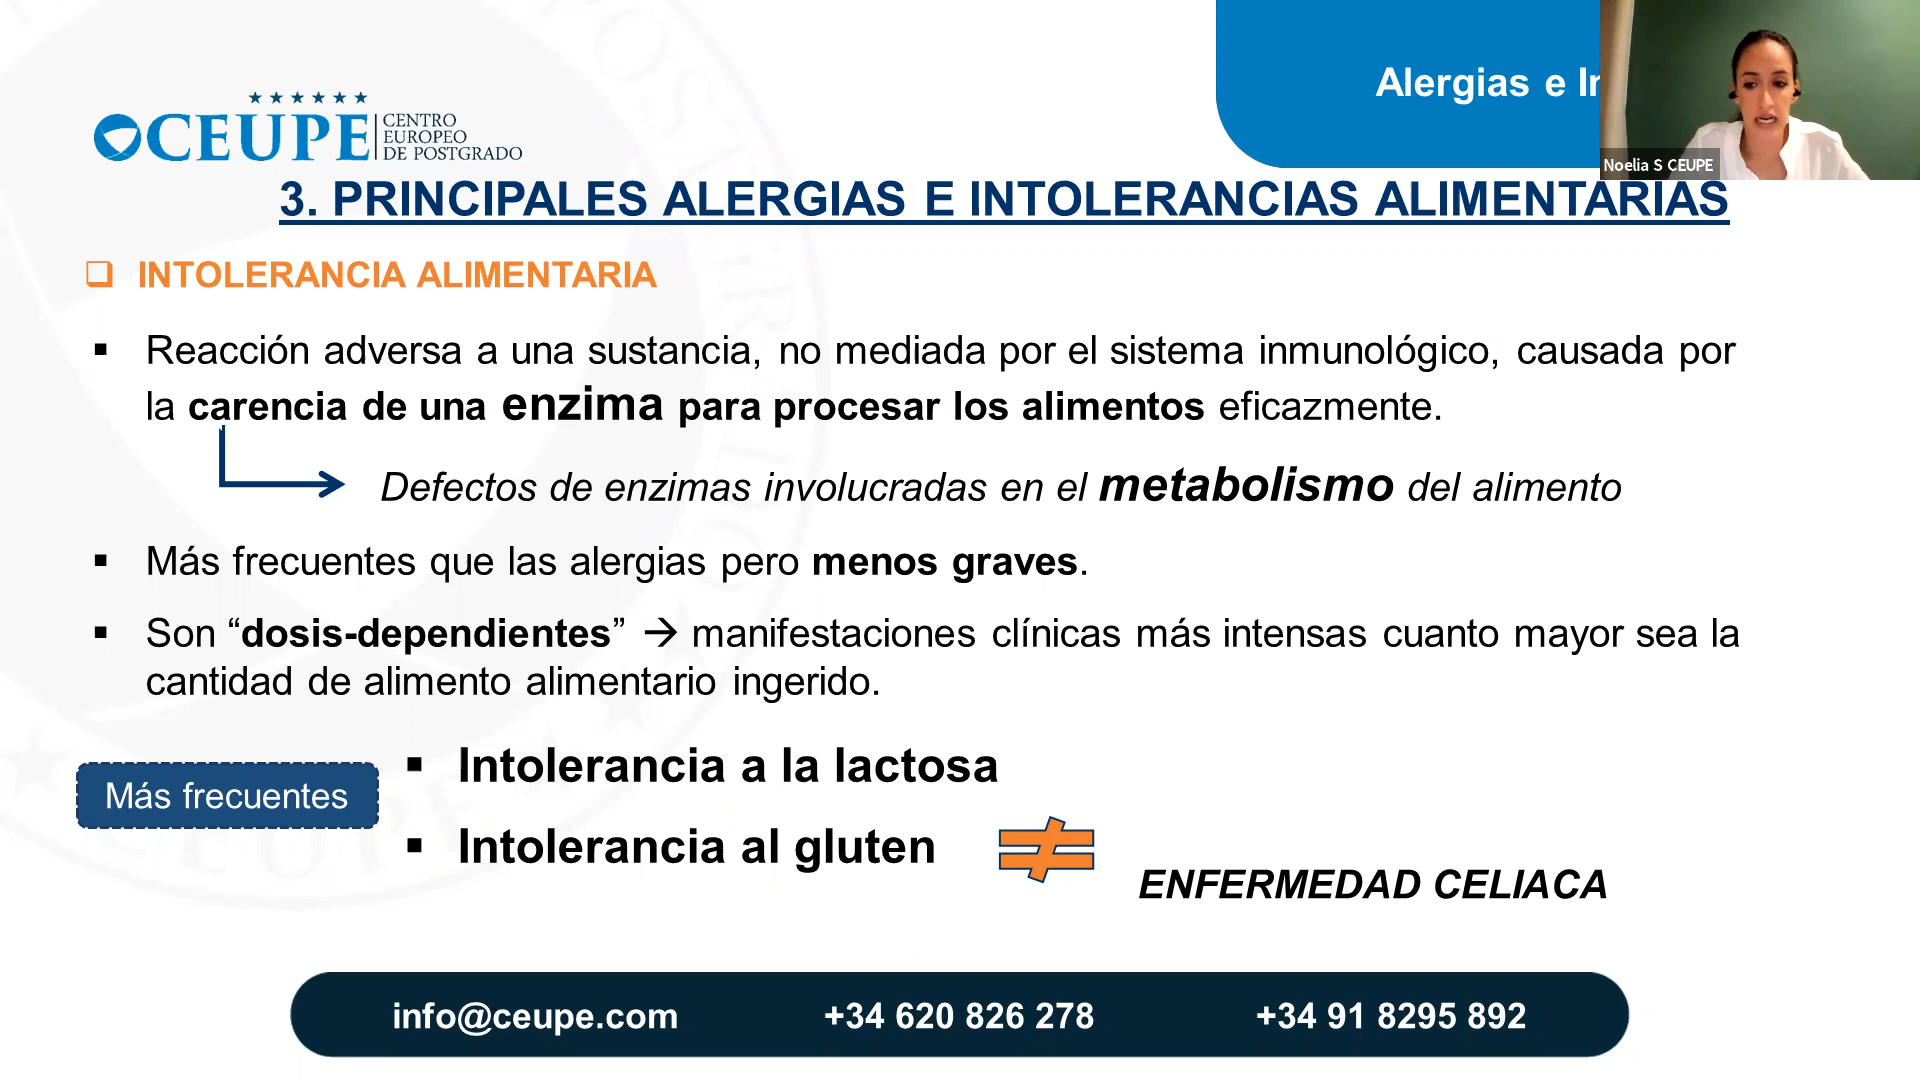 Alergias e In
CEUPE
CENTRO
EUROPEO
DE POSTGRADO
Noelia S CEUPE
3. PRINCIPALES ALERGIAS E INTOLERANCIAS ALIMENTARIAS
❑ INTOLERANCIA ALIMENTARIA
▪ Reacción adversa a una sustancia, no mediada por el sistema inmunológico, causada por
la carencia de una enzima para procesar los alimentos eficazmente.
Defectos de enzimas involucradas en el metabolismo del alimento
▪ Más frecuentes que las alergias pero menos graves.
▪ Son “dosis-dependientes” → manifestaciones clínicas más intensas cuanto mayor sea la
cantidad de alimento alimentario ingerido.
Más frecuentes
▪ Intolerancia a la lactosa
▪ Intolerancia al gluten ≠
ENFERMEDAD CELIACA
info@ceupe.com +34 620 826 278 +34 91 8295 892